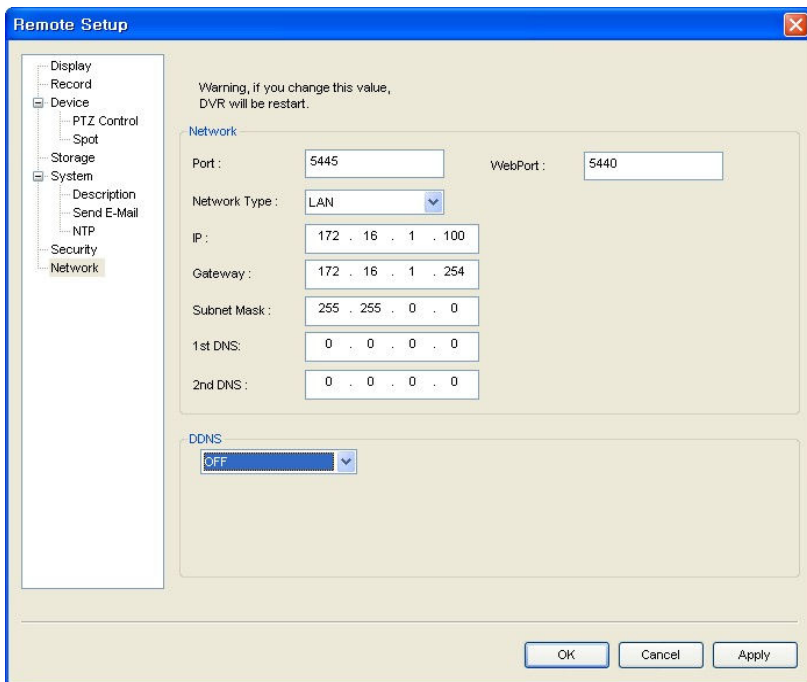 Remote Setup
Display
Record
Device
PTZ Control
Spot
Storage
System
Description
Send E-Mail
NTP
Security
Network
Warning, if you change this value,
DVR will be restart.
Network
Port : 5445 WebPort : 5440
Network Type : LAN
IP : 172 . 16 . 1 . 100
Gateway : 172 . 16 . 1 . 254
Subnet Mask : 255 . 255 . 0 . 0
1st DNS: 0 . 0 . 0 . 0
2nd DNS : 0 . 0 . 0 . 0
DDNS
OFF
OK Cancel Apply